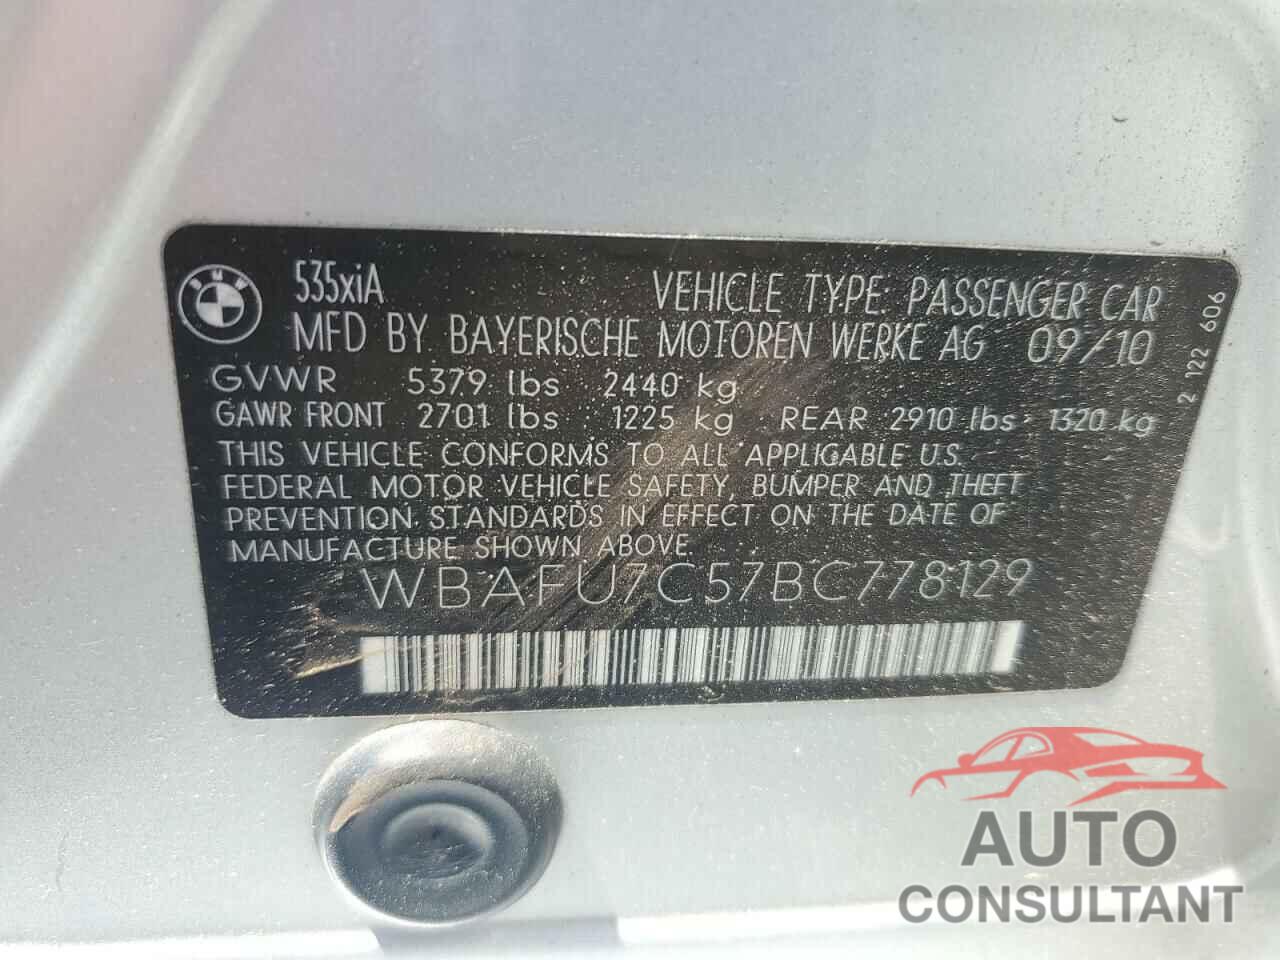 535xiA VEHICLE TYPE: PASSENGER CAR
MFD BY BAYERISCHE MOTOREN WERKE AG 09/10
GVWR 5379 lbs 2440 kg
GAWR FRONT 2701 lbs 1225 kg REAR 2910 lbs 1320 kg
THIS VEHICLE CONFORMS TO ALL APPLICABLE U.S.
FEDERAL MOTOR VEHICLE SAFETY, BUMPER AND THEFT
PREVENTION STANDARDS IN EFFECT ON THE DATE OF
MANUFACTURE SHOWN ABOVE.
WBAFU7C57BC778129
2 122 606
BMW
AUTO
CONSULTANT